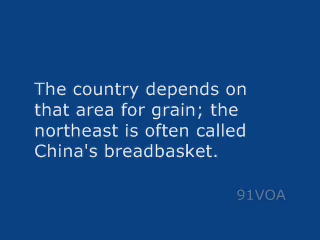 The country depends on
that area for grain; the
northeast is often called
China's breadbasket.
91VOA